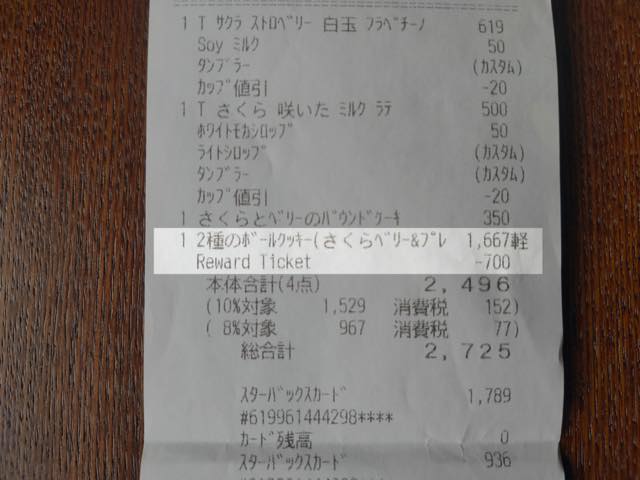 1 T ｻｸﾗ ｽﾄﾛﾍﾞﾘｰ 白玉 ﾌﾗﾍﾟﾁｰﾉ 619
Soy ﾐﾙｸ 50
ﾀﾝﾌﾞﾗｰ (ｶｽﾀﾑ)
ｶｯﾌﾟ値引 -20
1 T さくら 咲いた ﾐﾙｸ ﾗﾃ 500
ﾎﾜｲﾄﾓｶｼﾛｯﾌﾟ 50
ﾗｲﾄｼﾛｯﾌﾟ (ｶｽﾀﾑ)
ﾀﾝﾌﾞﾗｰ (ｶｽﾀﾑ)
ｶｯﾌﾟ値引 -20
1 さくらとﾍﾞﾘｰのﾊﾟｳﾝﾄﾞｹｰｷ 350
1 2種のﾎﾞｰﾙｸｯｷｰ(さくらﾍﾞﾘｰ&ﾌﾟﾚ 1,667軽
Reward Ticket -700
本体合計(4点) 2,496
(10%対象 1,529 消費税 152)
( 8%対象 967 消費税 77)
総合計 2,725
ｽﾀｰﾊﾞｯｸｽｶｰﾄﾞ 1,789
#619961444298****
ｶｰﾄﾞ残高 0
ｽﾀｰﾊﾞｯｸｽｶｰﾄﾞ 936